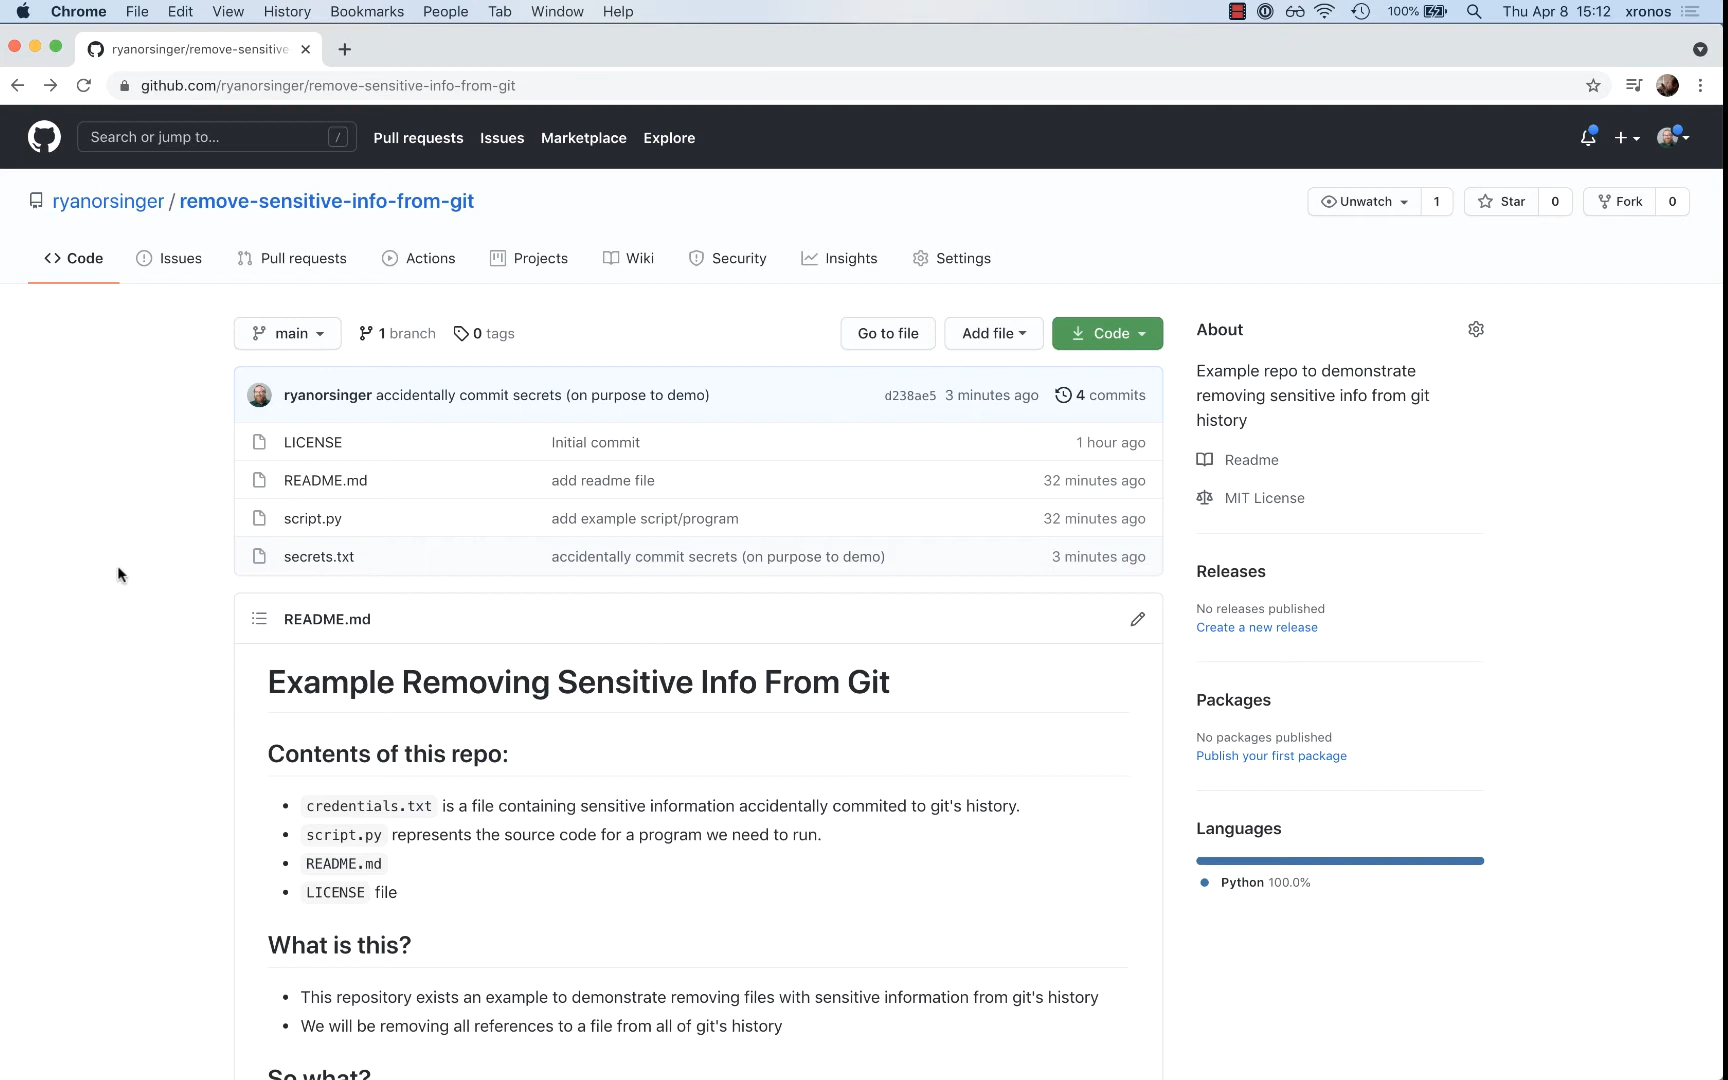 Chrome File Edit View History Bookmarks People Tab Window Help 100% Thu Apr 8 15:12 xronos
ryanorsinger/remove-sensitive
github.com/ryanorsinger/remove-sensitive-info-from-git
Search or jump to... / Pull requests Issues Marketplace Explore
ryanorsinger / remove-sensitive-info-from-git Unwatch 1 Star 0 Fork 0
Code Issues Pull requests Actions Projects Wiki Security Insights Settings
main 1 branch 0 tags Go to file Add file Code
ryanorsinger accidentally commit secrets (on purpose to demo) d238ae5 3 minutes ago 4 commits
LICENSE Initial commit 1 hour ago
README.md add readme file 32 minutes ago
script.py add example script/program 32 minutes ago
secrets.txt accidentally commit secrets (on purpose to demo) 3 minutes ago
README.md
Example Removing Sensitive Info From Git
Contents of this repo:
credentials.txt is a file containing sensitive information accidentally commited to git's history.
script.py represents the source code for a program we need to run.
README.md
LICENSE file
What is this?
This repository exists an example to demonstrate removing files with sensitive information from git's history
We will be removing all references to a file from all of git's history
So what?
About
Example repo to demonstrate
removing sensitive info from git
history
Readme
MIT License
Releases
No releases published
Create a new release
Packages
No packages published
Publish your first package
Languages
Python 100.0%